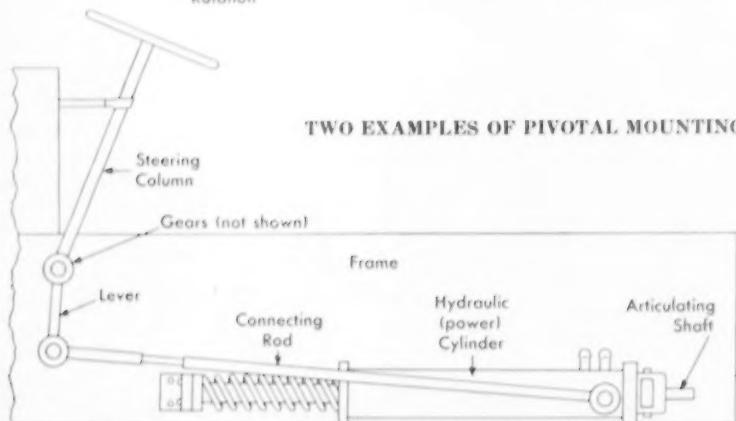 Rotation
TWO EXAMPLES OF PIVOTAL MOUNTING
Steering
Column
Gears (not shown)
Frame
Lever
Connecting
Rod
Hydraulic
(power)
Cylinder
Articulating
Shaft